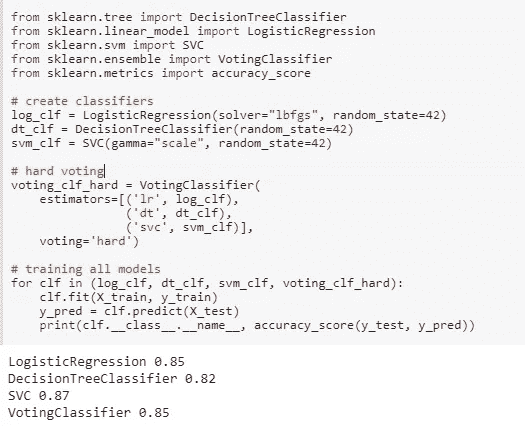 from sklearn.tree import DecisionTreeClassifier
from sklearn.linear_model import LogisticRegression
from sklearn.svm import SVC
from sklearn.ensemble import VotingClassifier
from sklearn.metrics import accuracy_score
# create classifiers
log_clf = LogisticRegression(solver="lbfgs", random_state=42)
dt_clf = DecisionTreeClassifier(random_state=42)
svm_clf = SVC(gamma="scale", random_state=42)
# hard voting
voting_clf_hard = VotingClassifier(
    estimators=[('lr', log_clf),
                ('dt', dt_clf),
                ('svc', svm_clf)],
    voting='hard')
# training all models
for clf in (log_clf, dt_clf, svm_clf, voting_clf_hard):
    clf.fit(X_train, y_train)
    y_pred = clf.predict(X_test)
    print(clf.__class__.__name__, accuracy_score(y_test, y_pred))
LogisticRegression 0.85
DecisionTreeClassifier 0.82
SVC 0.87
VotingClassifier 0.85